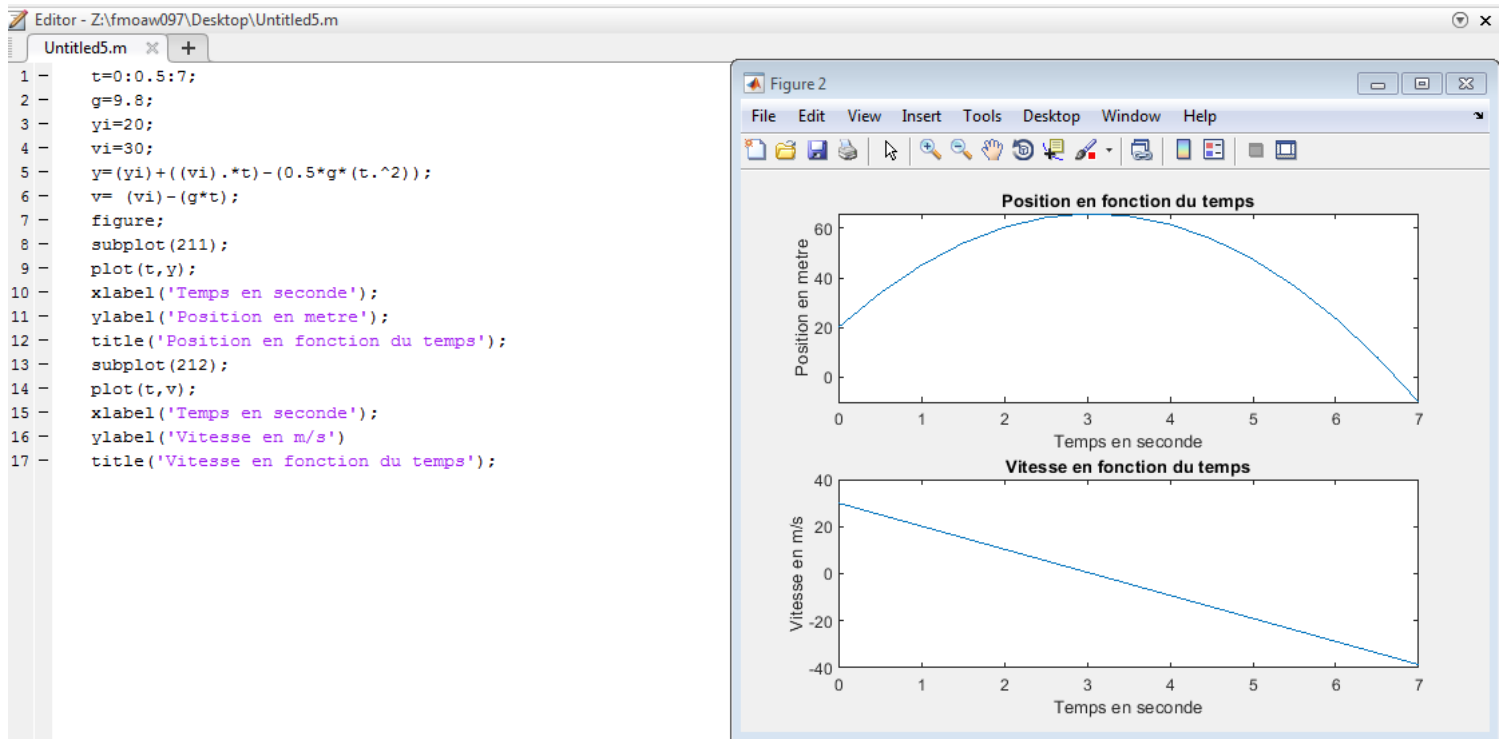 Editor - Z:\fmoaw097\Desktop\Untitled5.m
Untitled5.m
1 - t=0:0.5:7;
2 - g=9.8;
3 - yi=20;
4 - vi=30;
5 - y=(yi)+((vi).*t)-(0.5*g*(t.^2));
6 - v= (vi)-(g*t);
7 - figure;
8 - subplot(211);
9 - plot(t,y);
10 - xlabel('Temps en seconde');
11 - ylabel('Position en metre');
12 - title('Position en fonction du temps');
13 - subplot(212);
14 - plot(t,v);
15 - xlabel('Temps en seconde');
16 - ylabel('Vitesse en m/s')
17 - title('Vitesse en fonction du temps');
Figure 2
File Edit View Insert Tools Desktop Window Help
Position en fonction du temps
Position en metre
60
40
20
0
0 1 2 3 4 5 6 7
Temps en seconde
Vitesse en fonction du temps
Vitesse en m/s
40
20
0
-20
-40
0 1 2 3 4 5 6 7
Temps en seconde